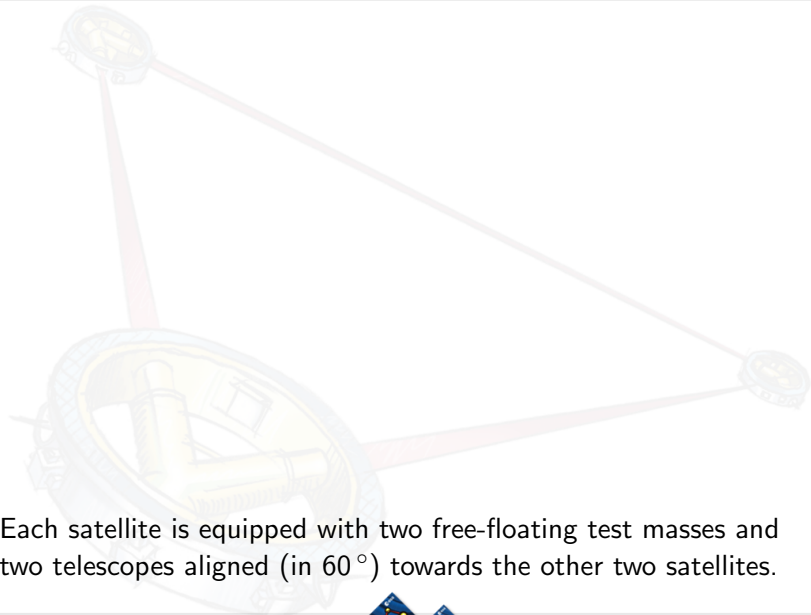 Each satellite is equipped with two free-floating test masses and
two telescopes aligned (in 60°) towards the other two satellites.